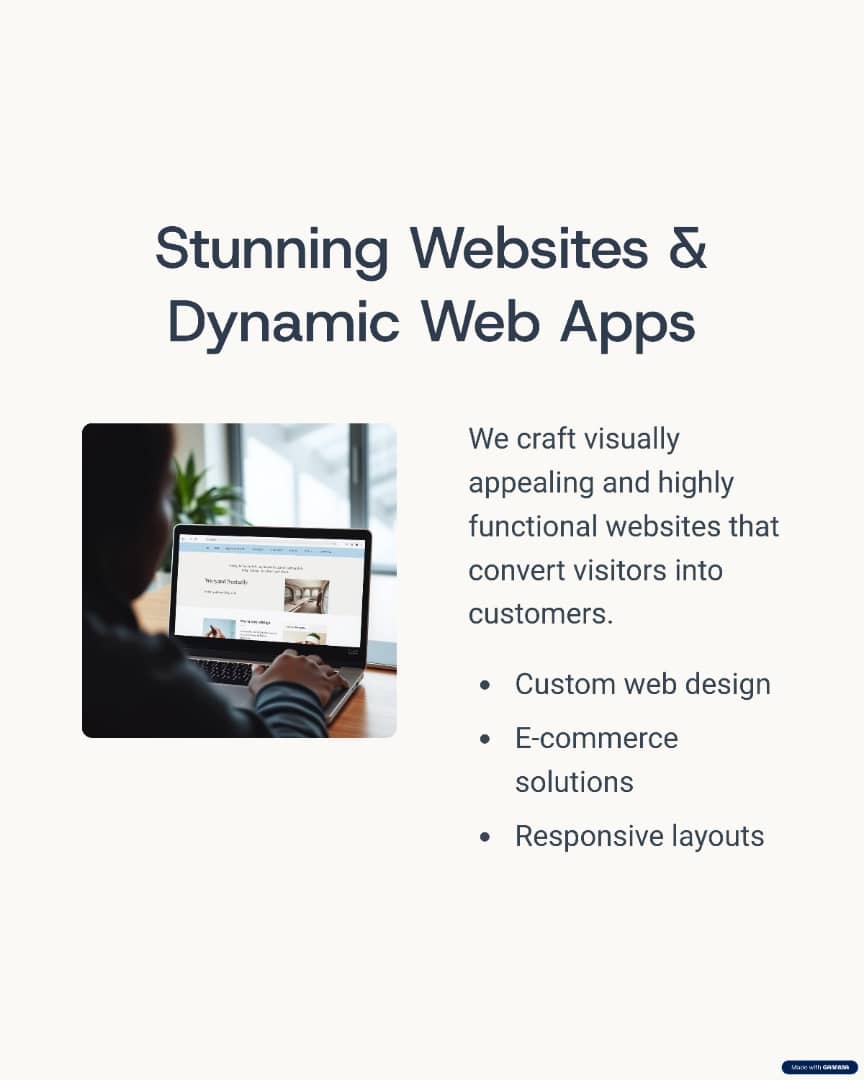 Stunning Websites &
Dynamic Web Apps
We craft visually
appealing and highly
functional websites that
convert visitors into
customers.
• Custom web design
• E-commerce
solutions
• Responsive layouts
Made with GAMMA